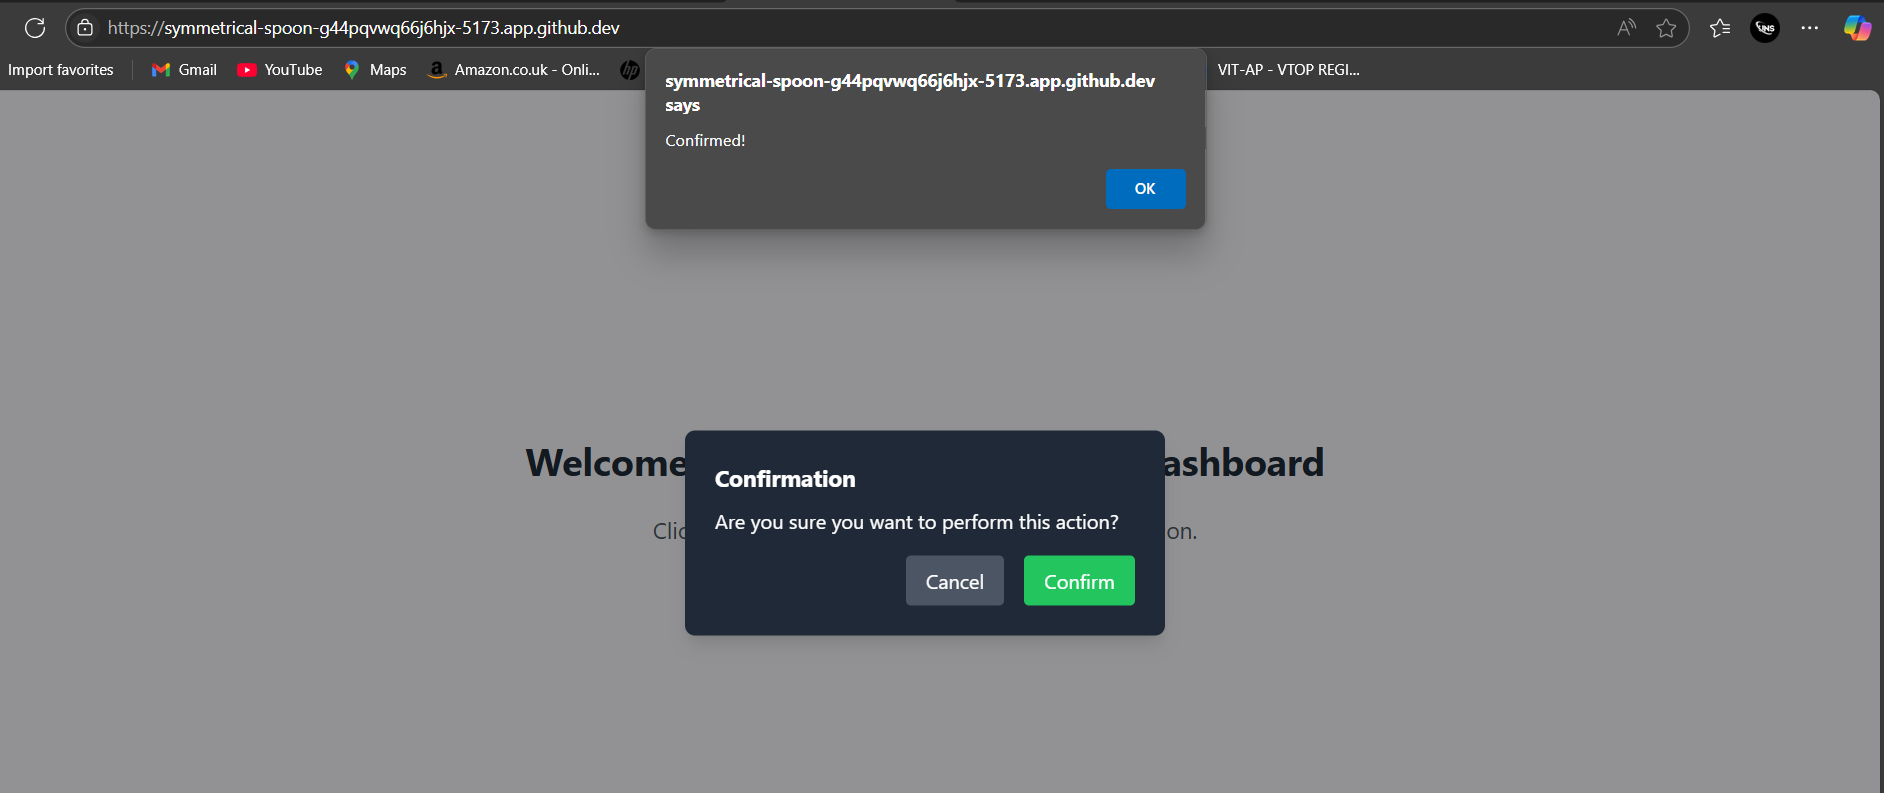 https://symmetrical-spoon-g44pqvwq66j6hjx-5173.app.github.dev
Import favorites Gmail YouTube Maps Amazon.co.uk - Onli... hp VIT-AP - VTOP REGI...
symmetrical-spoon-g44pqvwq66j6hjx-5173.app.github.dev
says
Confirmed!
OK
Welcome ashboard
Confirmation
Are you sure you want to perform this action?
Clic on.
Cancel Confirm